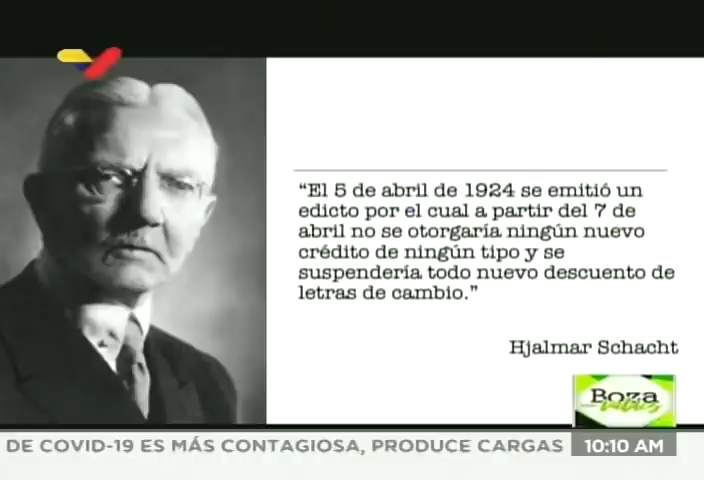 “El 5 de abril de 1924 se emitió un
edicto por el cual a partir del 7 de
abril no se otorgaría ningún nuevo
crédito de ningún tipo y se
suspendería todo nuevo descuento de
letras de cambio.”
Hjalmar Schacht
Boza
DE COVID-19 ES MÁS CONTAGIOSA, PRODUCE CARGAS
10:10 AM